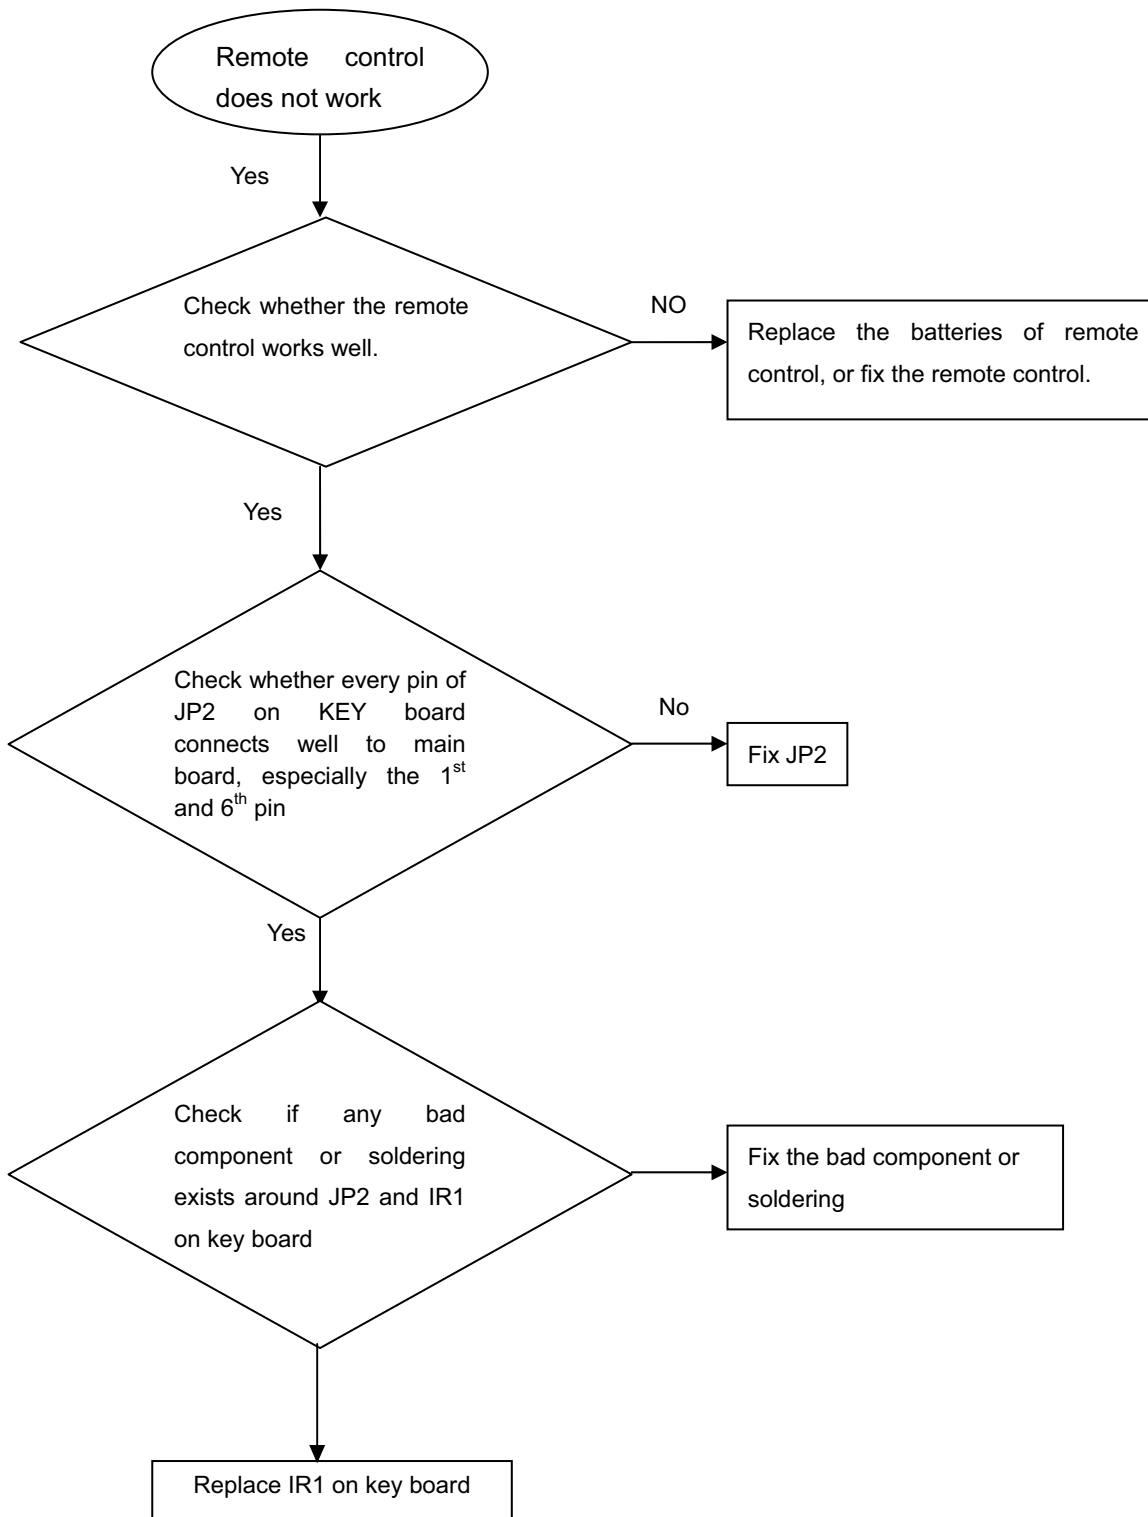 Remote control
does not work
Yes
Check whether the remote
control works well.
NO
Replace the batteries of remote
control, or fix the remote control.
Yes
Check whether every pin of
JP2 on KEY board
connects well to main
board, especially the 1st
and 6th pin
No
Fix JP2
Yes
Check if any bad
component or soldering
exists around JP2 and IR1
on key board
Fix the bad component or
soldering
Replace IR1 on key board